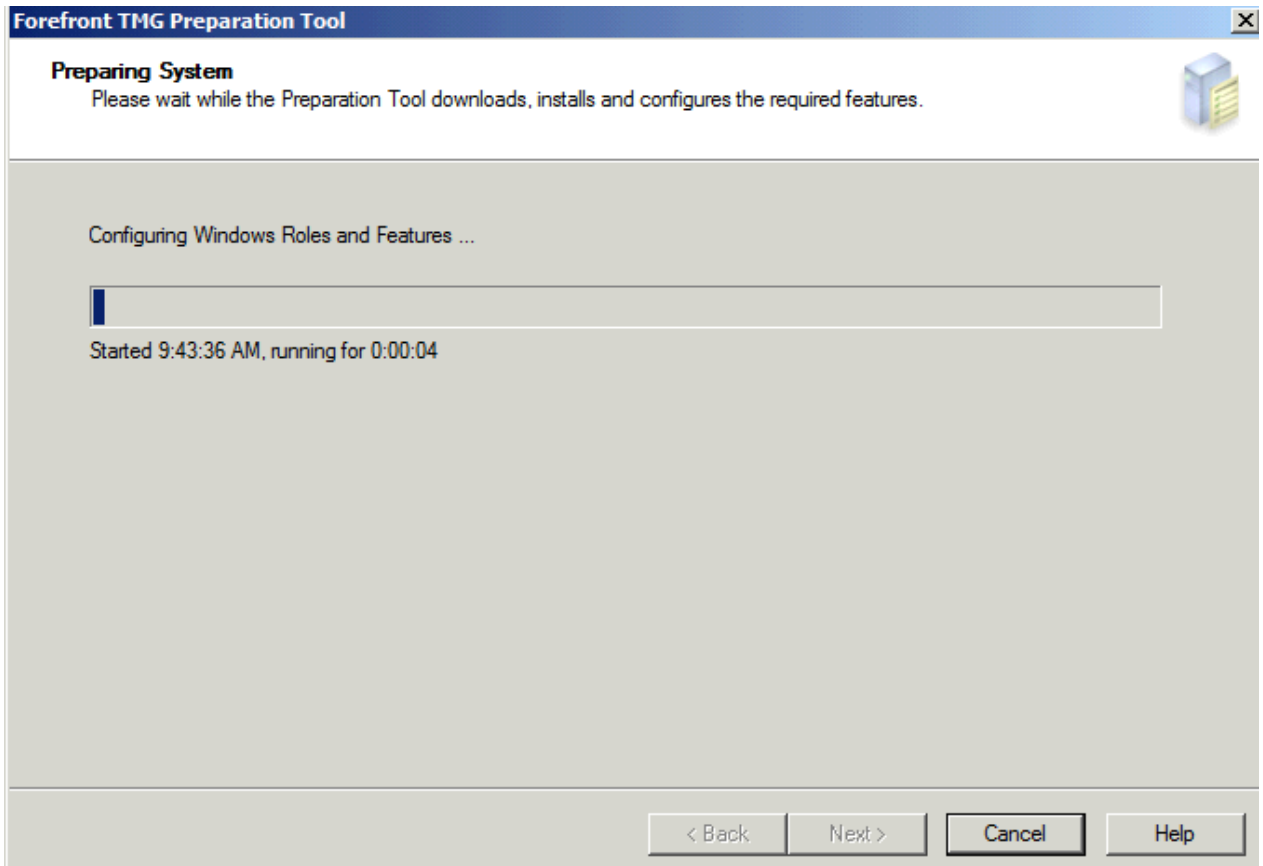 Forefront TMG Preparation Tool
Preparing System
Please wait while the Preparation Tool downloads, installs and configures the required features.
Configuring Windows Roles and Features ...
Started 9:43:36 AM, running for 0:00:04
< Back Next > Cancel Help